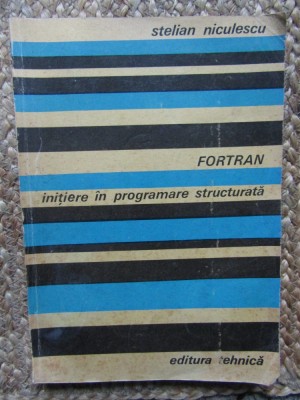 stelian niculescu
FORTRAN
inițiere în programare structurată
editura tehnică